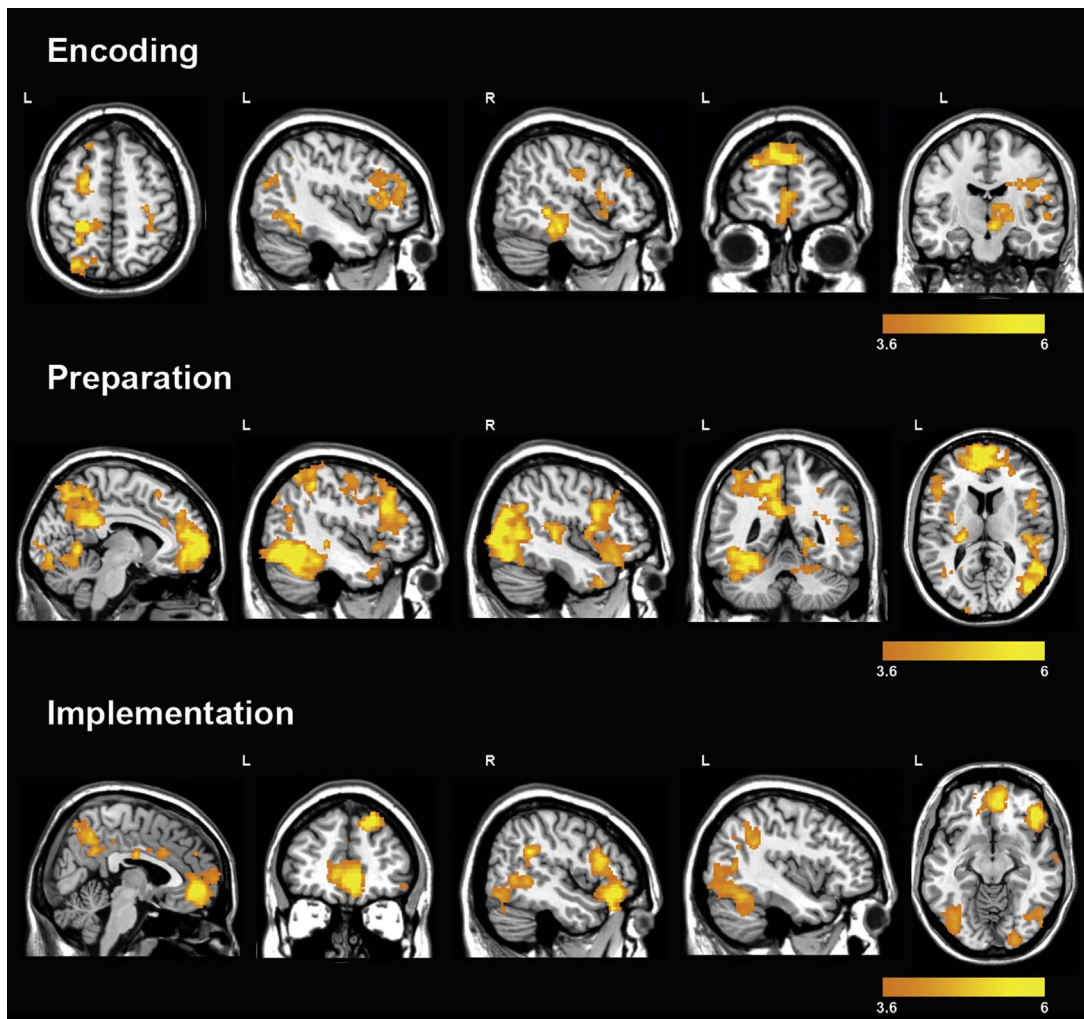 Encoding
L L R L L
3.6 6
Preparation
L R L L
3.6 6
Implementation
L R L L
3.6 6